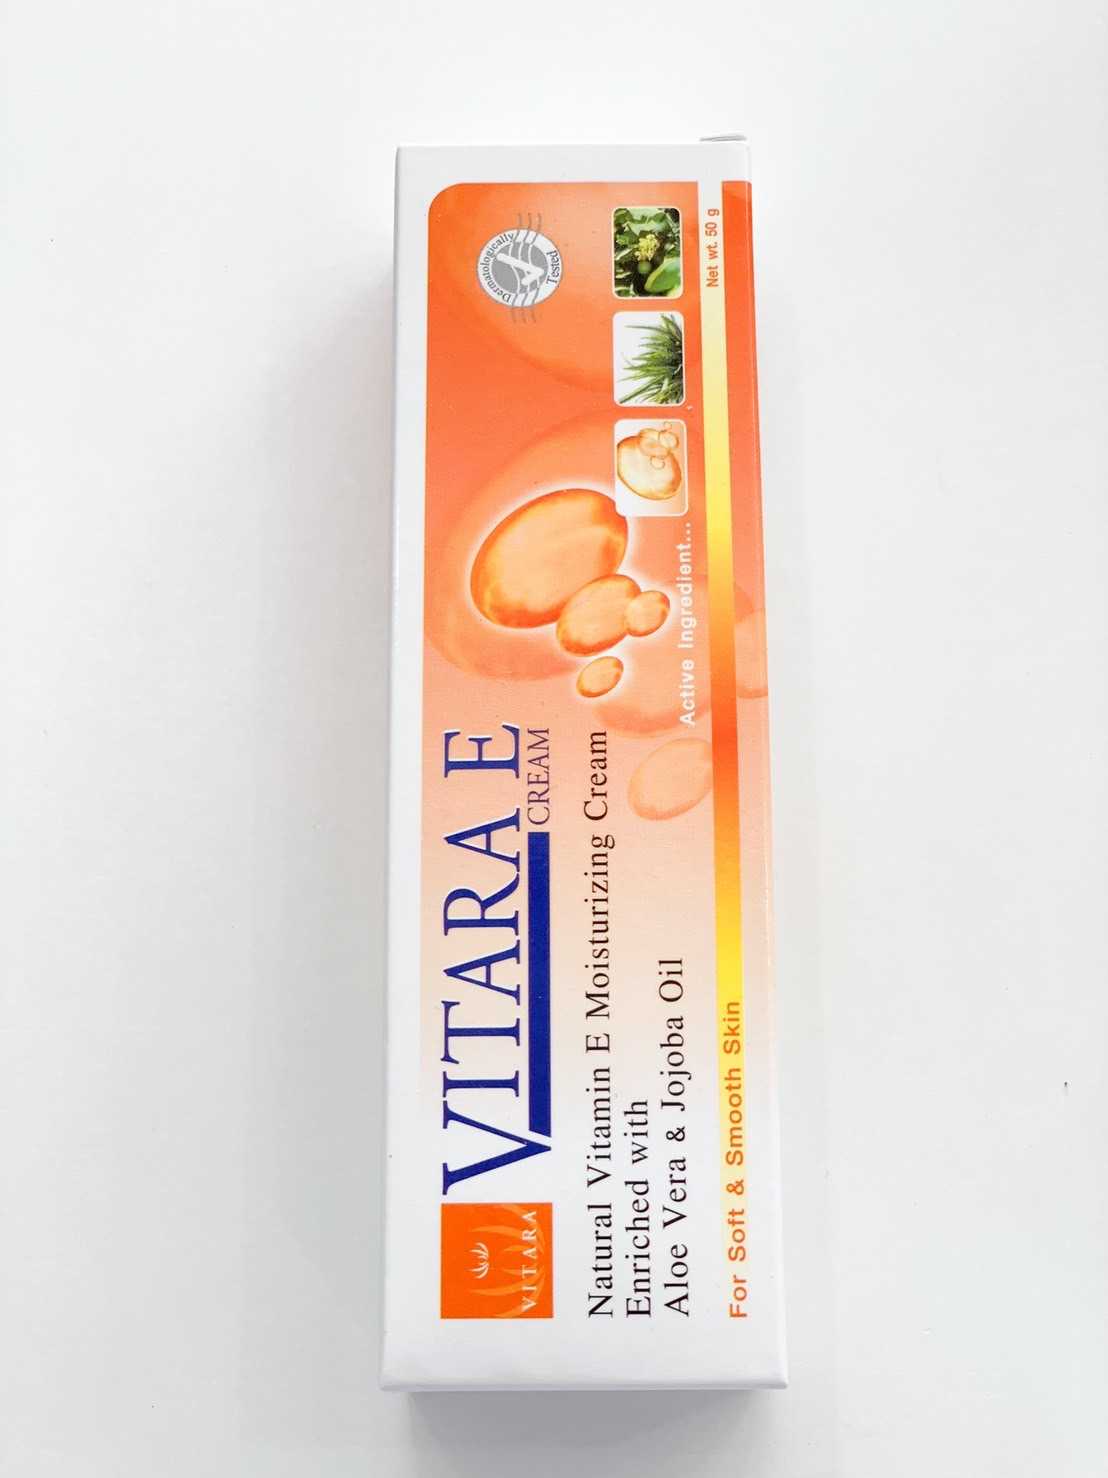 VITARA
VITARA E
CREAM
Natural Vitamin E Moisturizing Cream
Enriched with
Aloe Vera & Jojoba Oil
For Soft & Smooth Skin
Active Ingredient...
Dermatologically
Tested
Net wt. 50 g